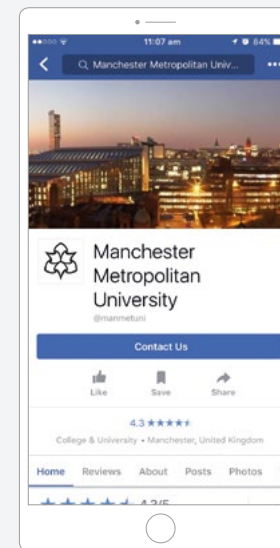 11:07 am
64%
Manchester Metropolitan Univ...
Manchester
Metropolitan
University
@manmetuni
Contact Us
Like Save Share
4.3
College & University • Manchester, United Kingdom
Home Reviews About Posts Photos
4.3/5